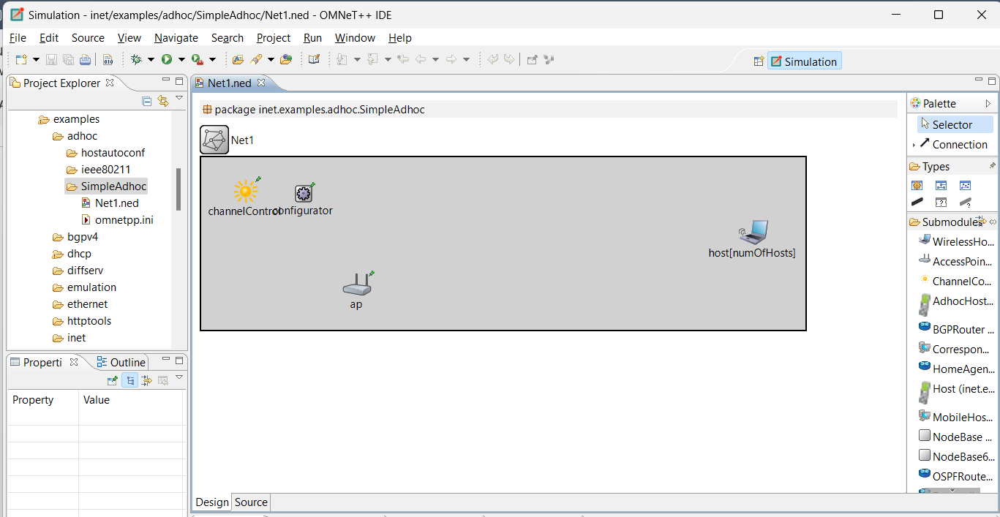 Simulation - inet/examples/adhoc/SimpleAdhoc/Net1.ned - OMNeT++ IDE
File Edit Source View Navigate Search Project Run Window Help
Simulation
Project Explorer
examples
adhoc
hostautoconf
ieee80211
SimpleAdhoc
Net1.ned
omnetpp.ini
bgpv4
dhcp
diffserv
emulation
ethernet
httptools
inet
Properti Outline
Property Value
Net1.ned
package inet.examples.adhoc.SimpleAdhoc
Net1
channelControl
configurator
host[numOfHosts]
ap
Design Source
Palette
Selector
Connection
Types
Submodules
WirelessHo...
AccessPoin...
ChannelCo...
AdhocHost...
BGPRouter ...
Correspon...
HomeAgen...
Host (inet.e...
MobileHos...
NodeBase ...
NodeBase6...
OSPFRoute...